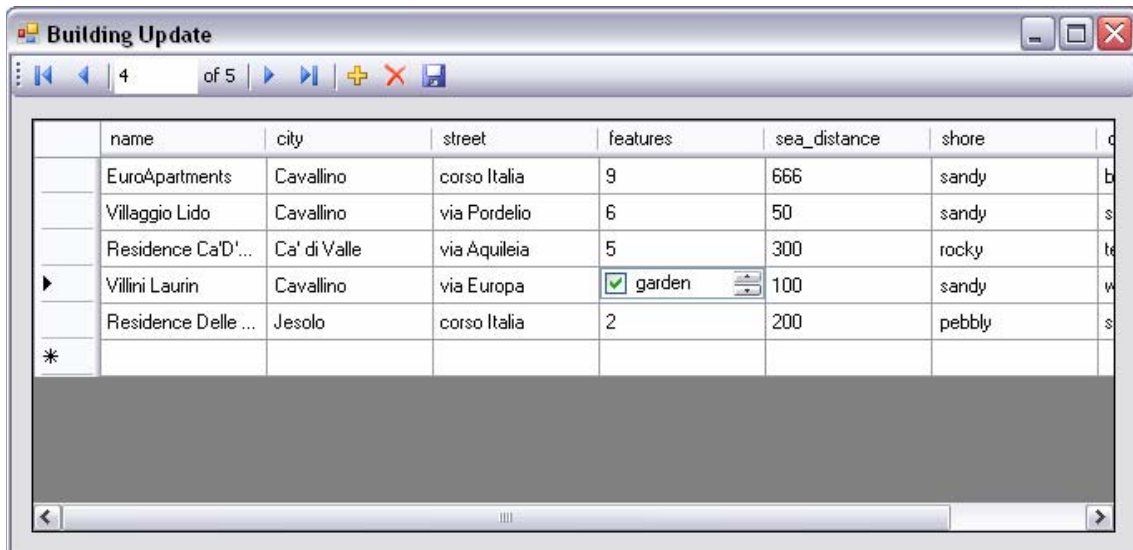 Building Update
4 of 5
name city street features sea_distance shore
EuroApartments Cavallino corso Italia 9 666 sandy b
Villaggio Lido Cavallino via Pordelio 6 50 sandy s
Residence Ca'D'... Ca' di Valle via Aquileia 5 300 rocky te
Villini Laurin Cavallino via Europa garden 100 sandy w
Residence Delle ... Jesolo corso Italia 2 200 pebbly s